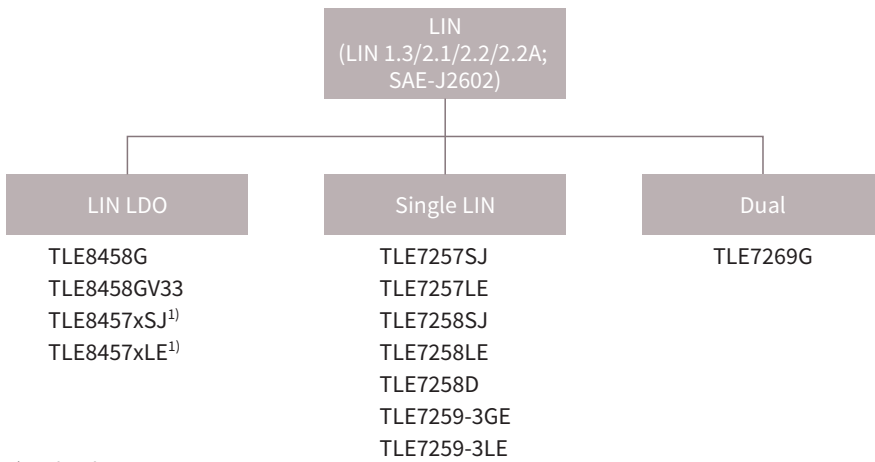 LIN
(LIN 1.3/2.1/2.2/2.2A;
SAE-J2602)
LIN LDO
TLE8458G
TLE8458GV33
TLE8457xSJ1)
TLE8457xLE1)
Single LIN
TLE7257SJ
TLE7257LE
TLE7258SJ
TLE7258LE
TLE7258D
TLE7259-3GE
TLE7259-3LE
Dual
TLE7269G